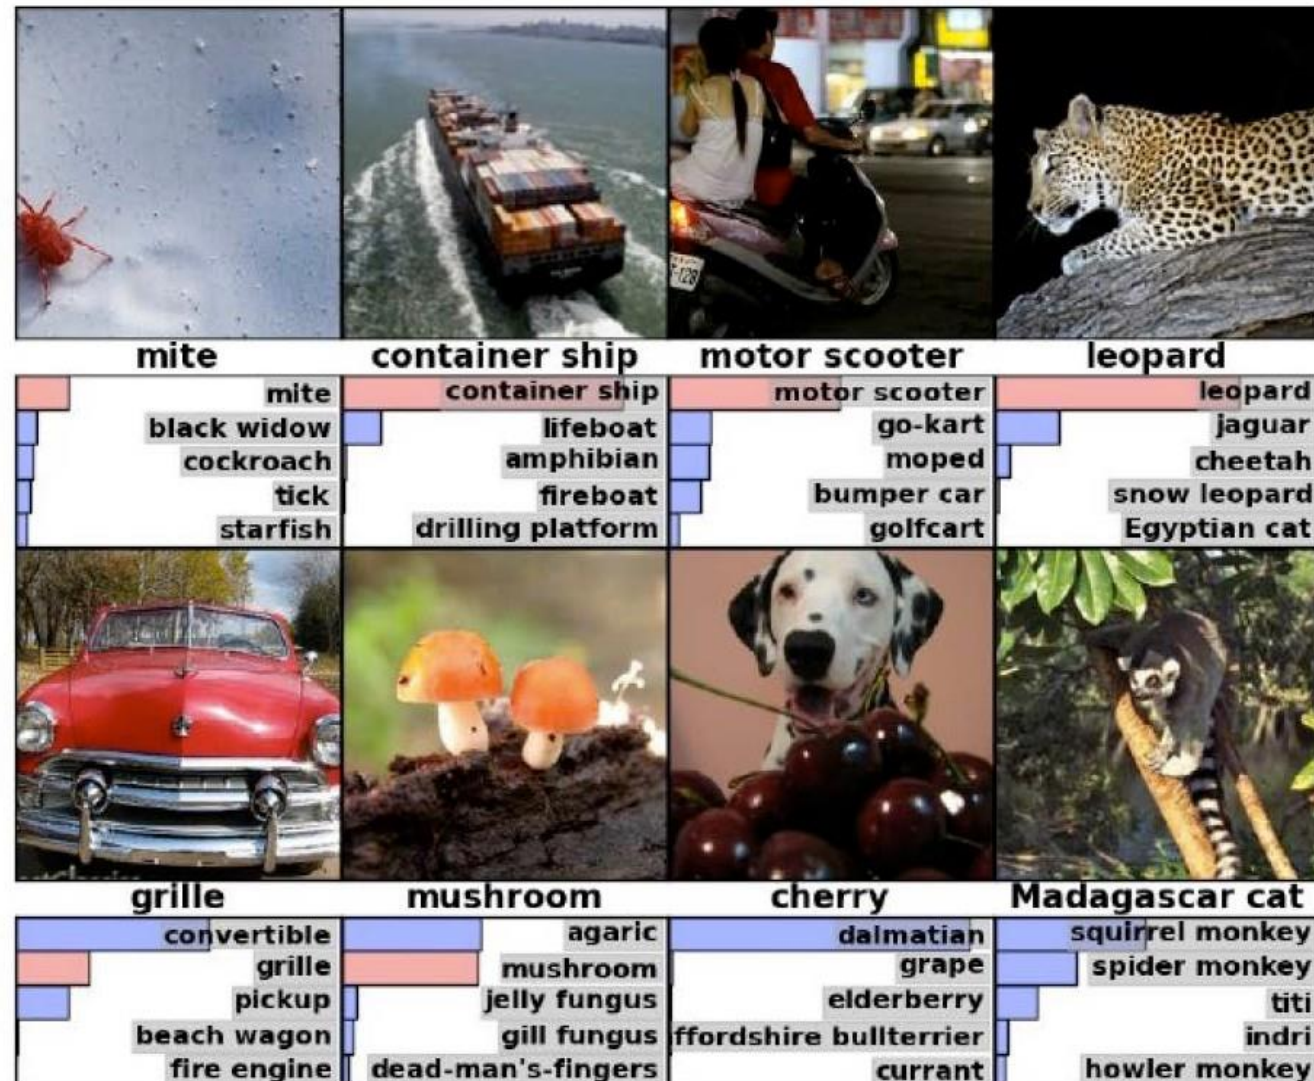 mite
container ship
motor scooter
leopard
mite
black widow
cockroach
tick
starfish
container ship
lifeboat
amphibian
fireboat
drilling platform
motor scooter
go-kart
moped
bumper car
golfcart
leopard
jaguar
cheetah
snow leopard
Egyptian cat
grille
mushroom
cherry
Madagascar cat
convertible
grille
pickup
beach wagon
fire engine
agaric
mushroom
jelly fungus
gill fungus
dead-man's-fingers
dalmatian
grape
elderberry
ffordshire bullterrier
currant
squirrel monkey
spider monkey
titi
indri
howler monkey